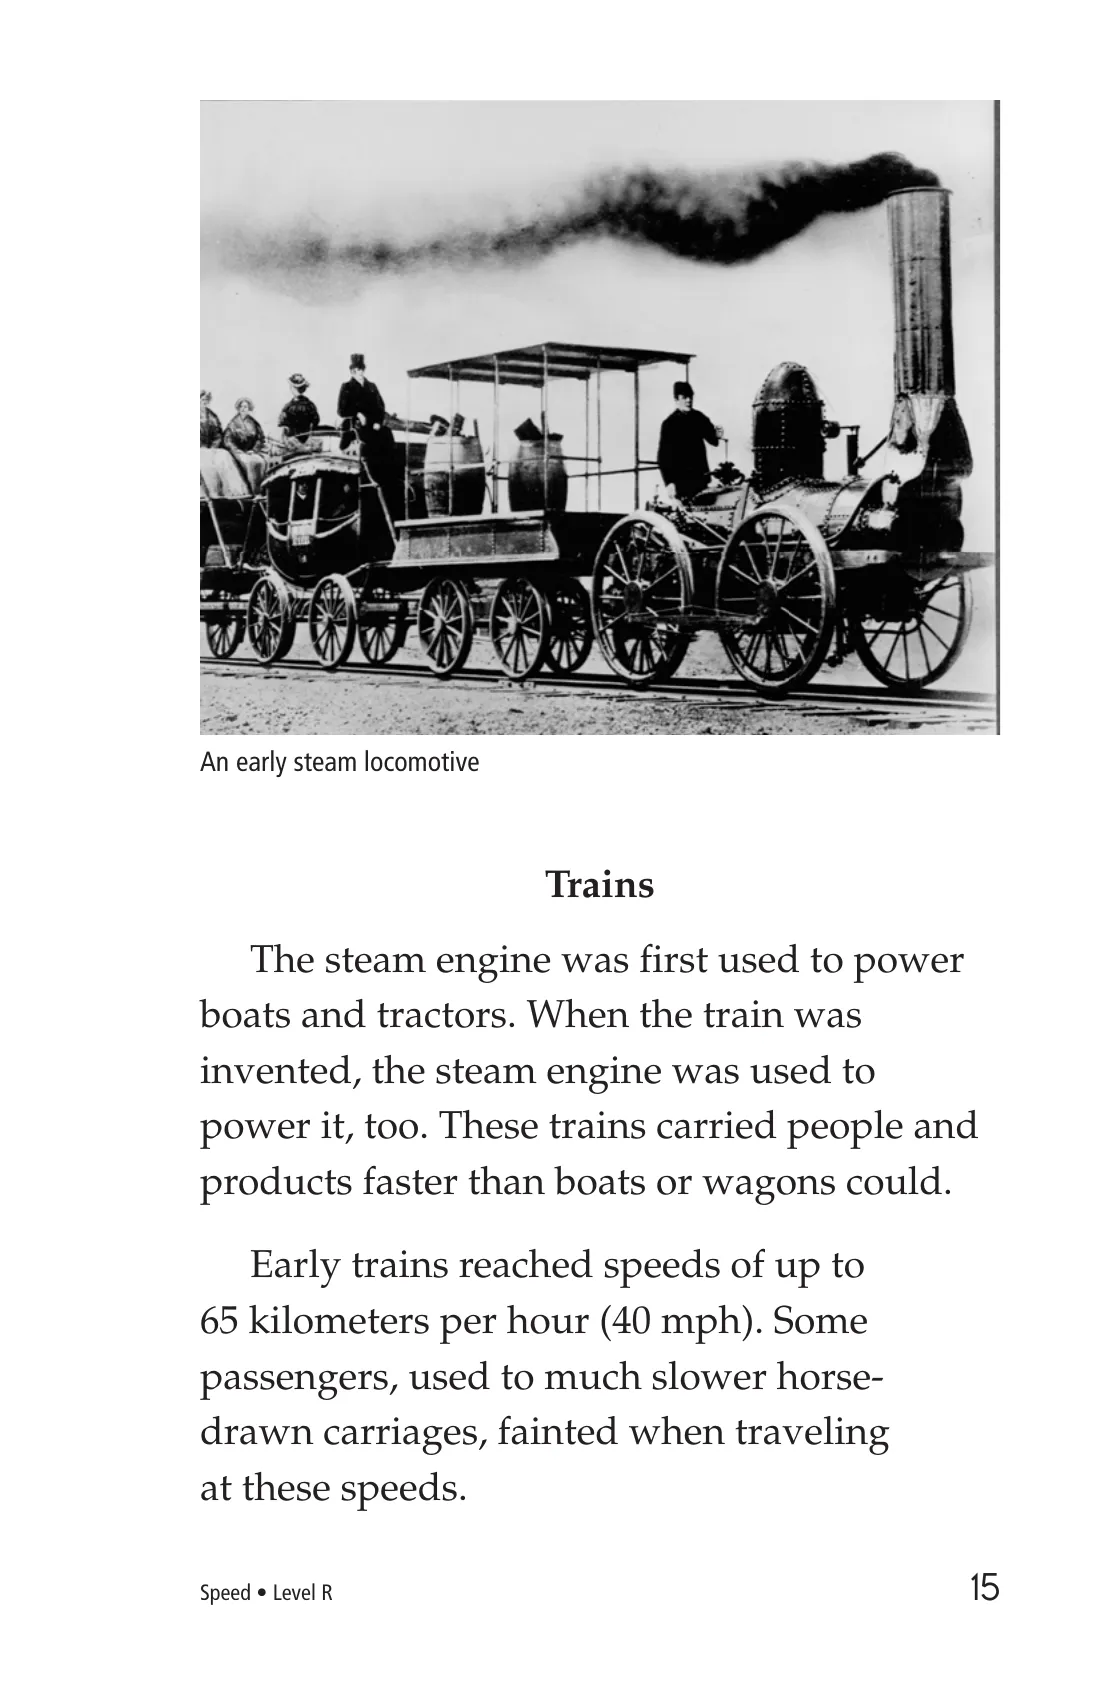 An early steam locomotive
Trains
The steam engine was first used to power
boats and tractors. When the train was
invented, the steam engine was used to
power it, too. These trains carried people and
products faster than boats or wagons could.
Early trains reached speeds of up to
65 kilometers per hour (40 mph). Some
passengers, used to much slower horse-
drawn carriages, fainted when traveling
at these speeds.
Speed • Level R
15